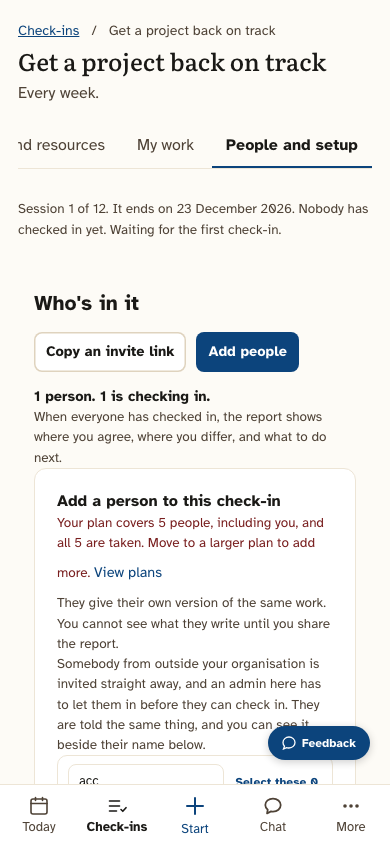 Check-ins / Get a project back on track
Get a project back on track
Every week.
nd resources My work People and setup
Session 1 of 12. It ends on 23 December 2026. Nobody has
checked in yet. Waiting for the first check-in.
Who's in it
Copy an invite link Add people
1 person. 1 is checking in.
When everyone has checked in, the report shows
where you agree, where you differ, and what to do
next.
Add a person to this check-in
Your plan covers 5 people, including you, and
all 5 are taken. Move to a larger plan to add
more. View plans
They give their own version of the same work.
You cannot see what they write until you share
the report.
Somebody from outside your organisation is
invited straight away, and an admin here has
to let them in before they can check in. They
are told the same thing, and you can see it
beside their name below.
Feedback
acc Select these 0
Today Check-ins Start Chat More